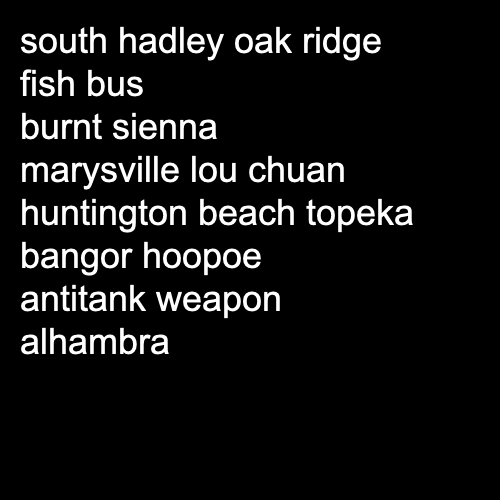 south hadley oak ridge
fish bus
burnt sienna
marysville lou chuan
huntington beach topeka
bangor hoopoe
antitank weapon
alhambra